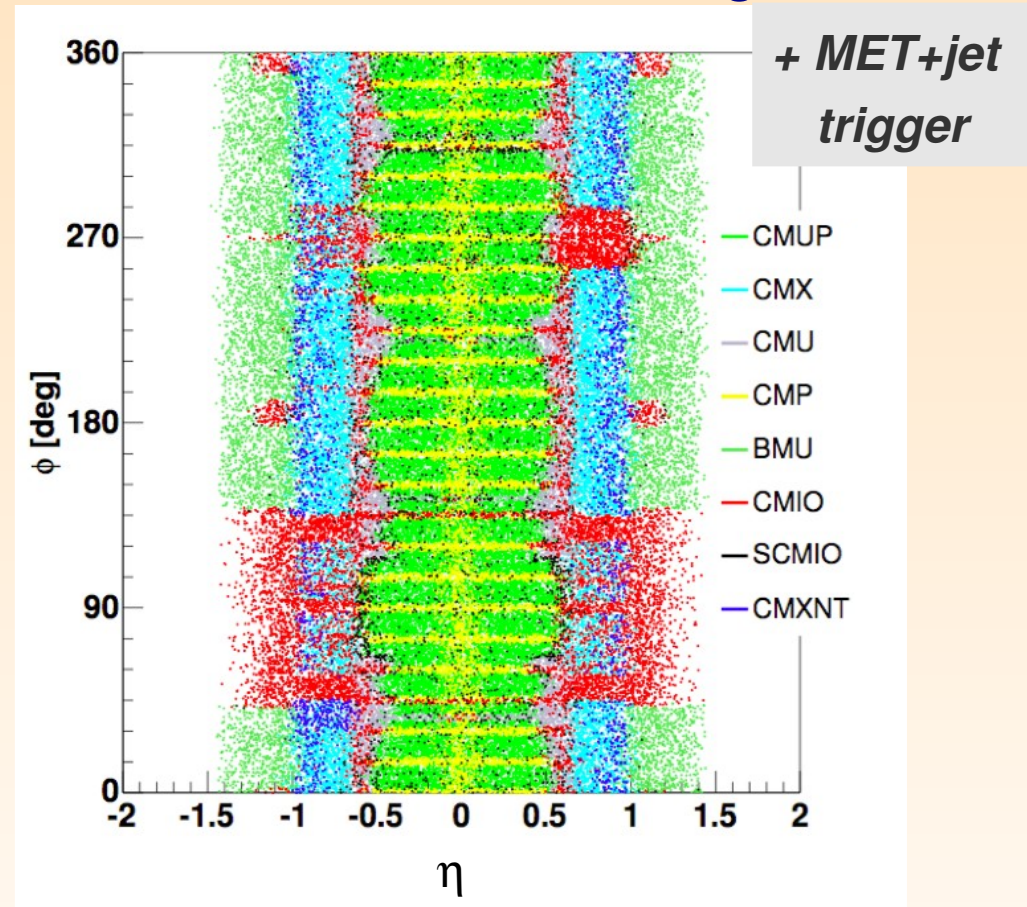 + MET+jet
trigger
360
270
180
90
0
ϕ [deg]
-2 -1.5 -1 -0.5 0 0.5 1 1.5 2
η
CMUP
CMX
CMU
CMP
BMU
CMIO
SCMIO
CMXNT